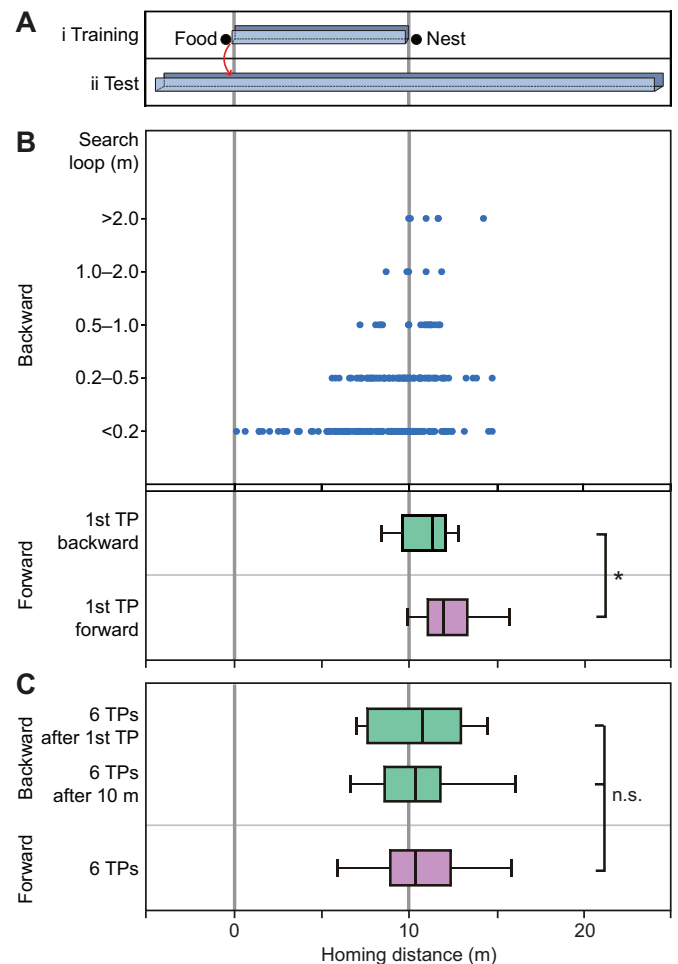 A
i Training
Food
Nest
ii Test
B
Search
loop (m)
Backward
>2.0
1.0–2.0
0.5–1.0
0.2–0.5
<0.2
Forward
1st TP
backward
1st TP
forward
*
C
Backward
6 TPs
after 1st TP
6 TPs
after 10 m
n.s.
Forward
6 TPs
0
10
20
Homing distance (m)